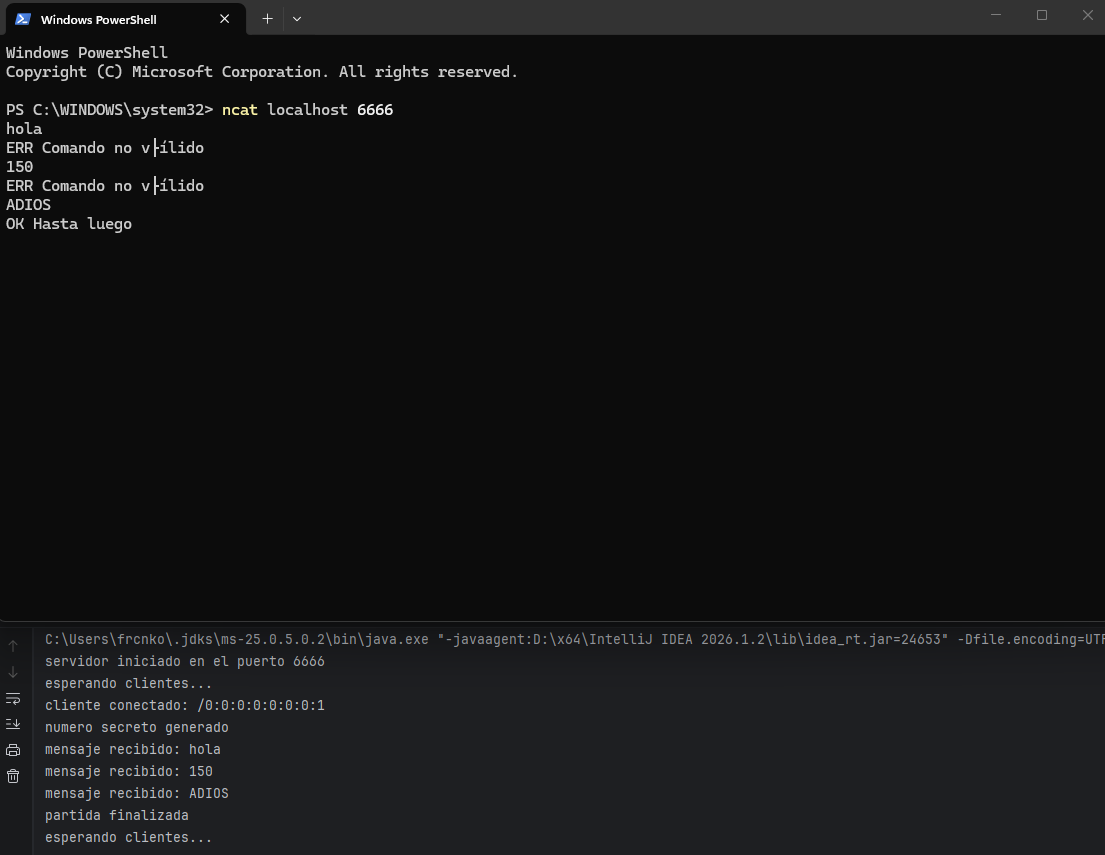 Windows PowerShell
Windows PowerShell
Copyright (C) Microsoft Corporation. All rights reserved.
PS C:\WINDOWS\system32> ncat localhost 6666
hola
ERR Comando no v├ílido
150
ERR Comando no v├ílido
ADIOS
OK Hasta luego
C:\Users\frcnko\.jdks\ms-25.0.5.0.2\bin\java.exe "-javaagent:D:\x64\IntelliJ IDEA 2026.1.2\lib\idea_rt.jar=24653" -Dfile.encoding=UTF
servidor iniciado en el puerto 6666
esperando clientes...
cliente conectado: /0:0:0:0:0:0:0:1
numero secreto generado
mensaje recibido: hola
mensaje recibido: 150
mensaje recibido: ADIOS
partida finalizada
esperando clientes...